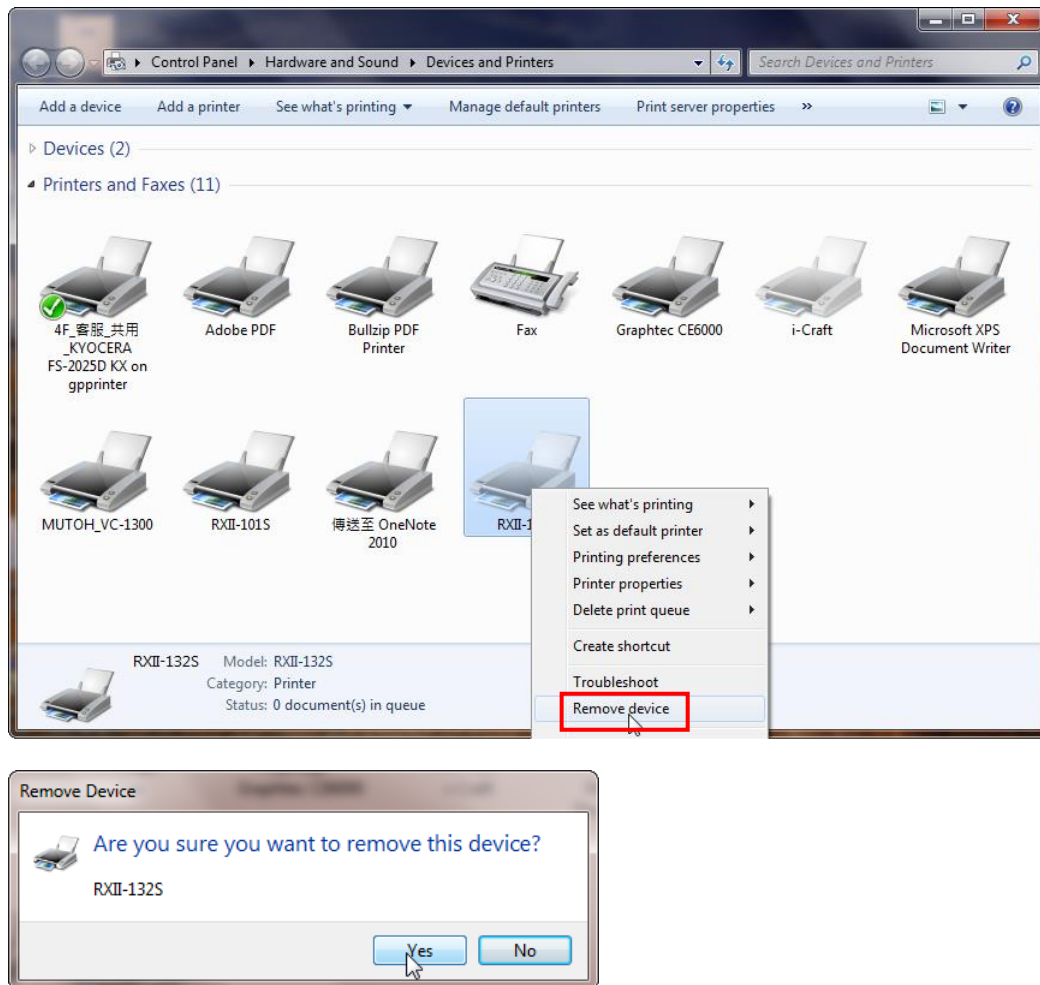 Control Panel Hardware and Sound Devices and Printers Search Devices and Printers
Add a device Add a printer See what's printing Manage default printers Print server properties »
Devices (2)
Printers and Faxes (11)
4F_客服_共用
_KYOCERA
FS-2025D KX on
gpprinter
Adobe PDF
Bullzip PDF
Printer
Fax
Graphtec CE6000
i-Craft
Microsoft XPS
Document Writer
MUTOH_VC-1300
RXII-101S
傳送至 OneNote
2010
RXII-1
See what's printing
Set as default printer
Printing preferences
Printer properties
Delete print queue
Create shortcut
Troubleshoot
Remove device
RXII-132S Model: RXII-132S
Category: Printer
Status: 0 document(s) in queue
Remove Device
Are you sure you want to remove this device?
RXII-132S
Yes No